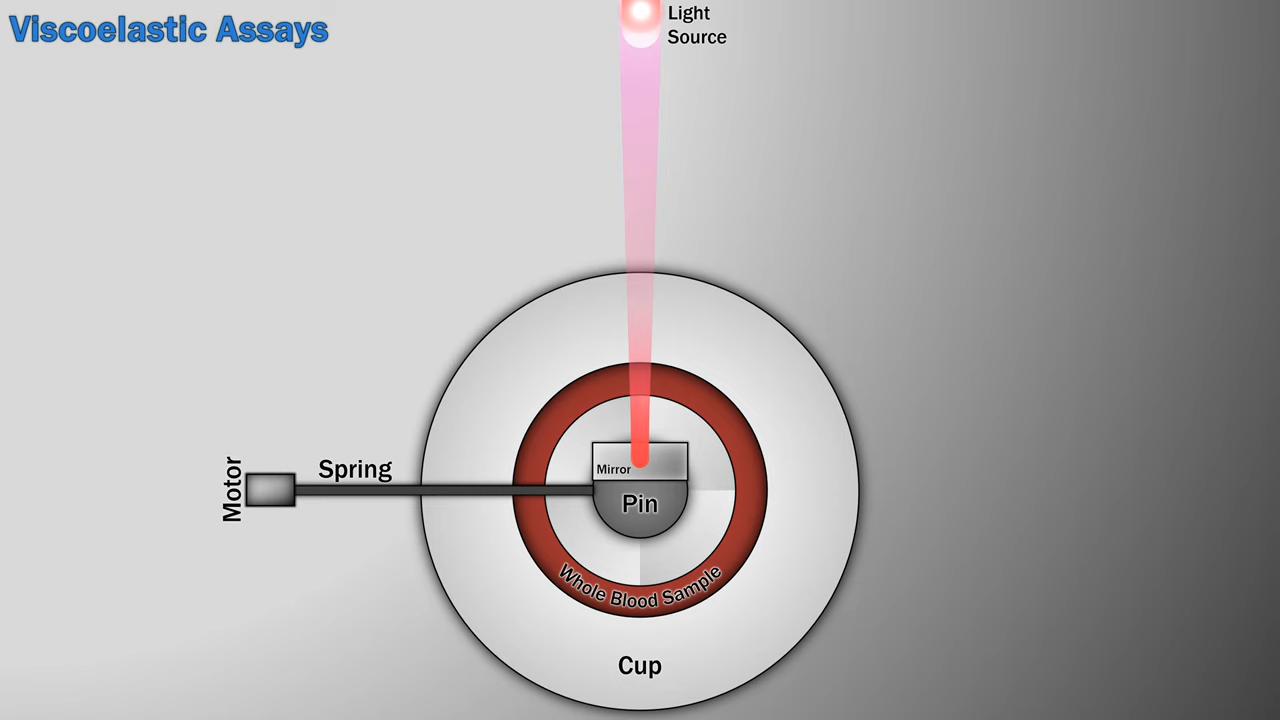 Viscoelastic Assays
Light
Source
Motor
Spring
Mirror
Pin
Whole Blood Sample
Cup